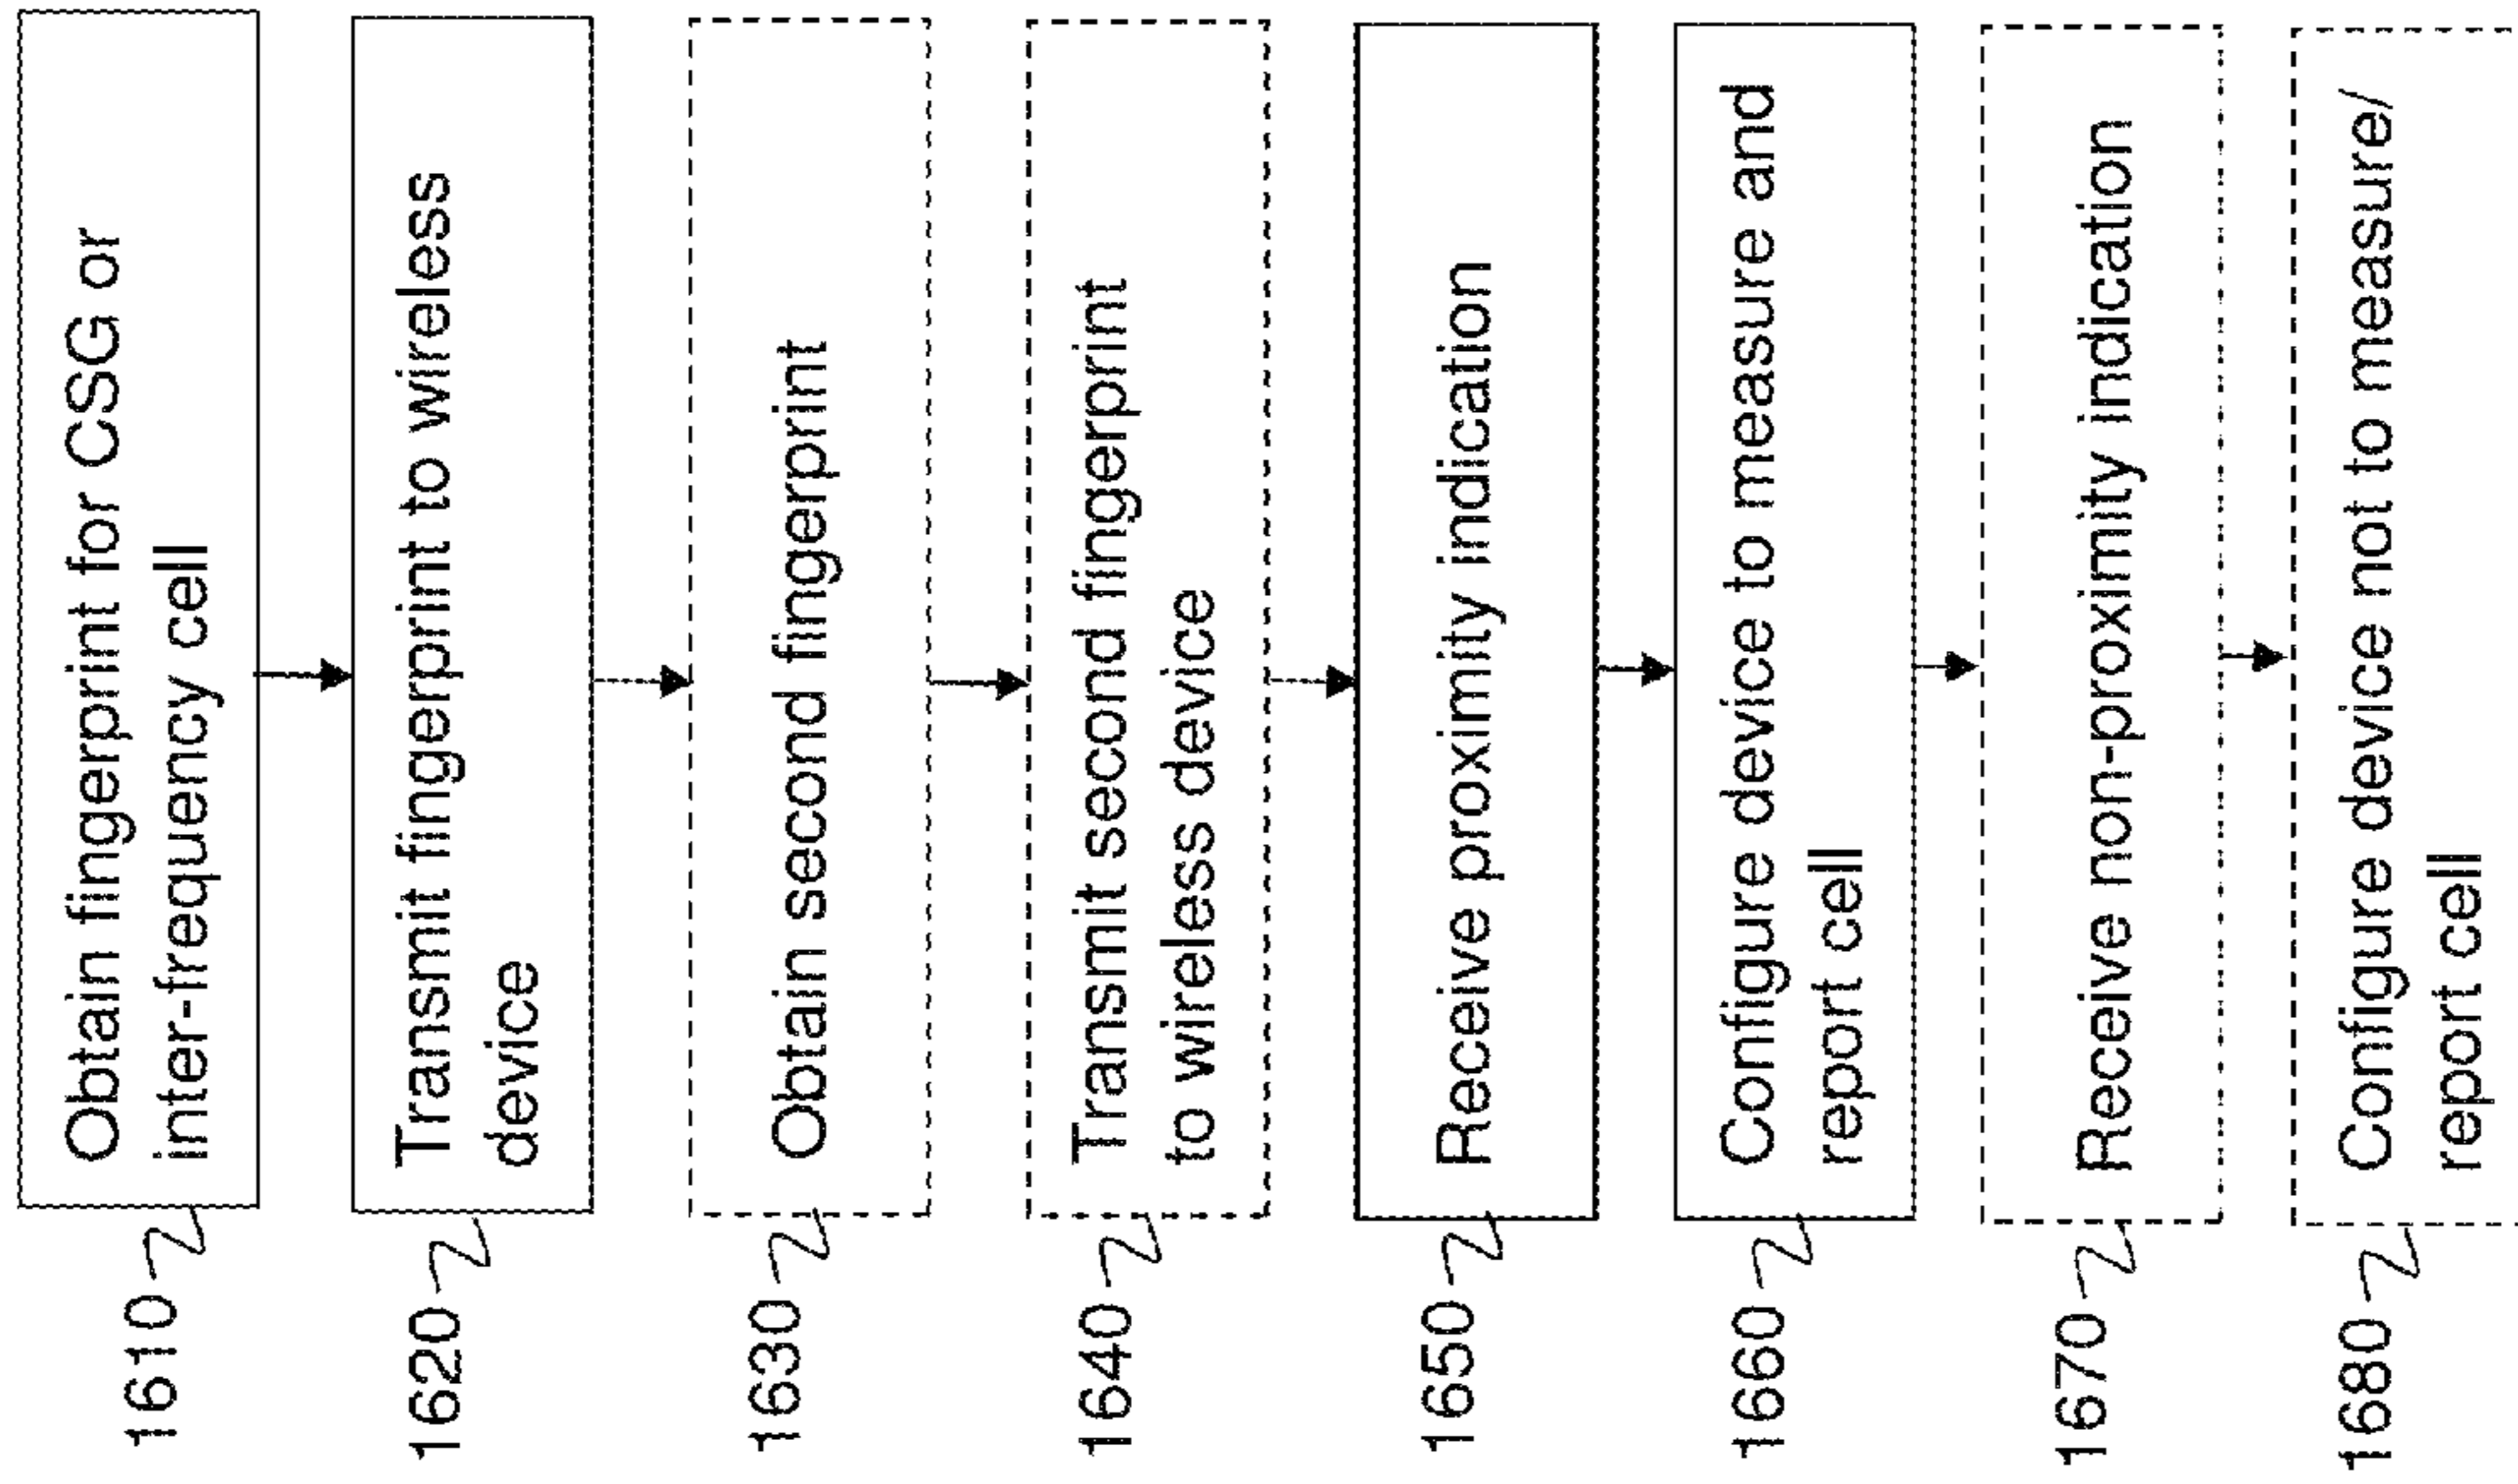 1610
Obtain fingerprint for CSG or
inter-frequency cell
1620
Transmit fingerprint to wireless
device
1630
Obtain second fingerprint
1640
Transmit second fingerprint
to wireless device
1650
Receive proximity indication
1660
Configure device to measure and
report cell
1670
Receive non-proximity indication
1680
Configure device not to measure/
report cell